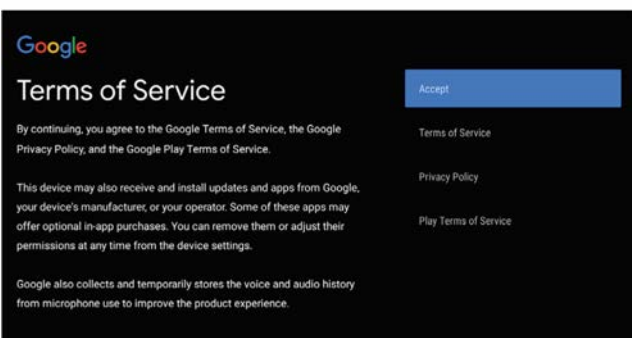 Google
Terms of Service
By continuing, you agree to the Google Terms of Service, the Google
Privacy Policy, and the Google Play Terms of Service.
This device may also receive and install updates and apps from Google,
your device's manufacturer, or your operator. Some of these apps may
offer optional in-app purchases. You can remove them or adjust their
permissions at any time from the device settings.
Google also collects and temporarily stores the voice and audio history
from microphone use to improve the product experience.
Accept
Terms of Service
Privacy Policy
Play Terms of Service